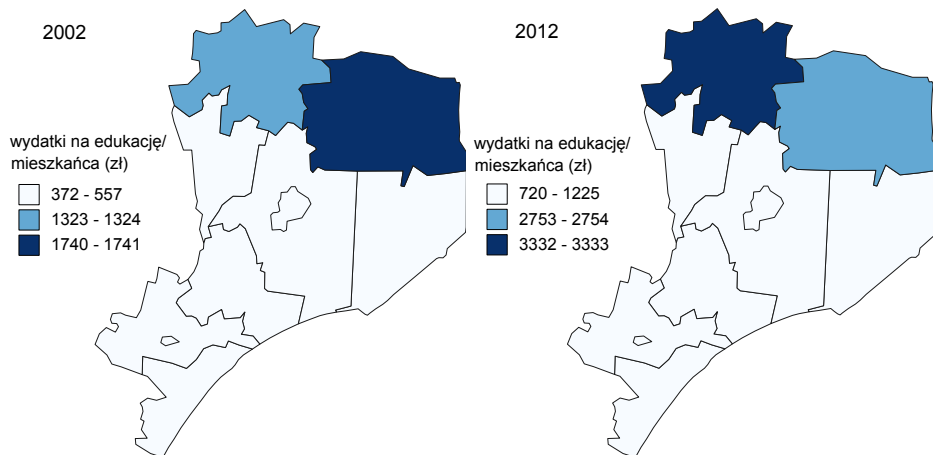 2002
wydatki na edukację/
mieszkańca (zł)
372 - 557
1323 - 1324
1740 - 1741
2012
wydatki na edukację/
mieszkańca (zł)
720 - 1225
2753 - 2754
3332 - 3333